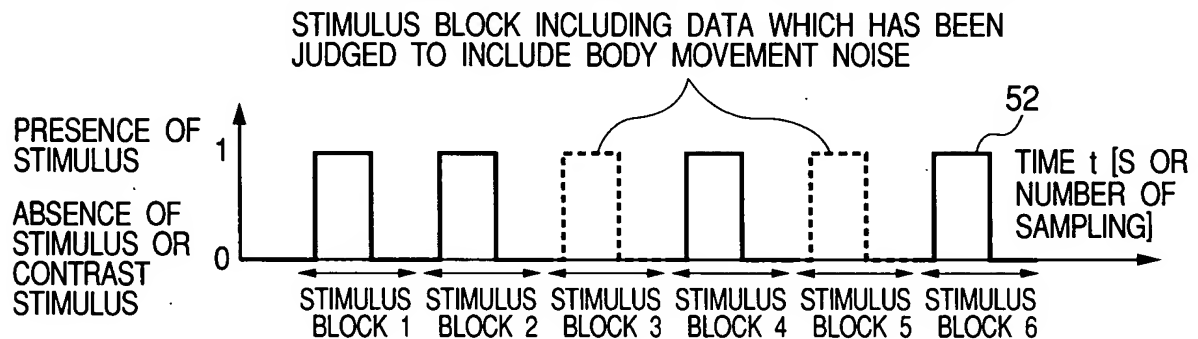 STIMULUS BLOCK INCLUDING DATA WHICH HAS BEEN
JUDGED TO INCLUDE BODY MOVEMENT NOISE
52
PRESENCE OF
STIMULUS
1
ABSENCE OF
STIMULUS OR
CONTRAST
STIMULUS
0
TIME t [S OR
NUMBER OF
SAMPLING]
STIMULUS
BLOCK 1
STIMULUS
BLOCK 2
STIMULUS
BLOCK 3
STIMULUS
BLOCK 4
STIMULUS
BLOCK 5
STIMULUS
BLOCK 6